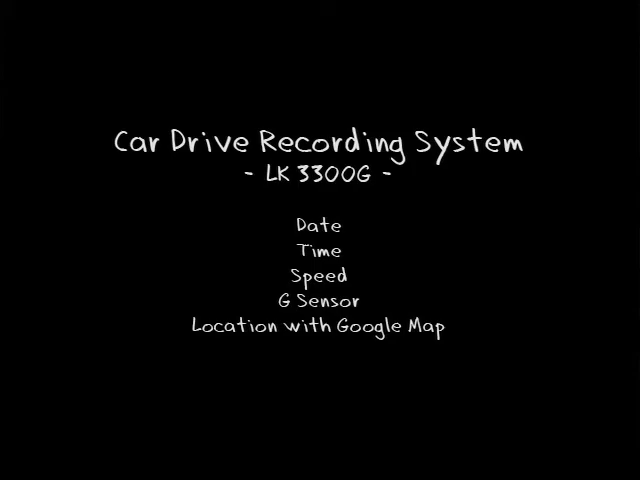 Car Drive Recording System
- LK 3300G -
Date
Time
Speed
G Sensor
Location with Google Map